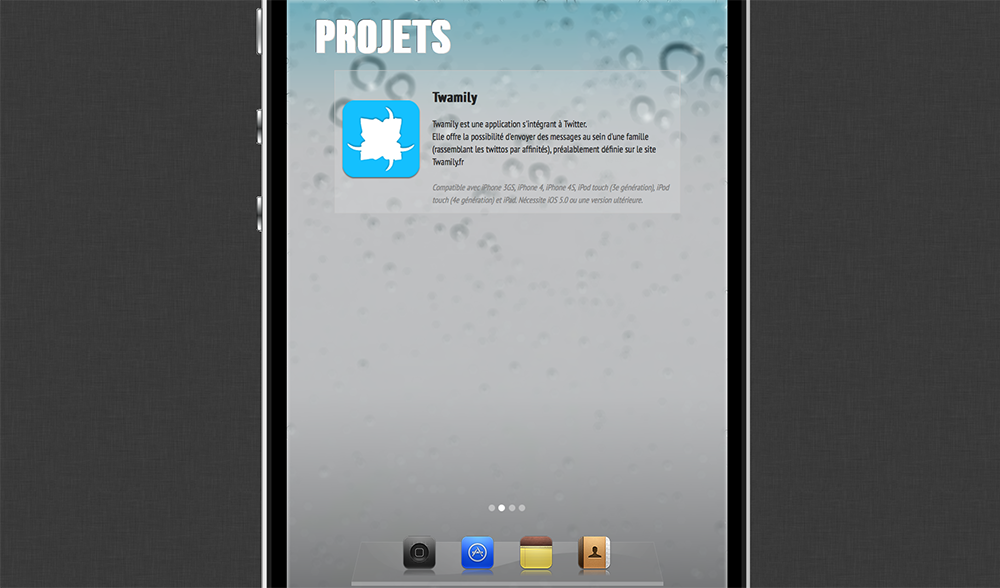 PROJETS
Twamily
Twamily est une application s'intégrant à Twitter.
Elle offre la possibilité d'envoyer des messages au sein d'une famille
(rassemblant les twittos par affinités), préalablement définie sur le site
Twamily.fr
Compatible avec iPhone 3GS, iPhone 4, iPhone 4S, iPod touch (3e génération), iPod
touch (4e génération) et iPad. Nécessite iOS 5.0 ou une version ultérieure.